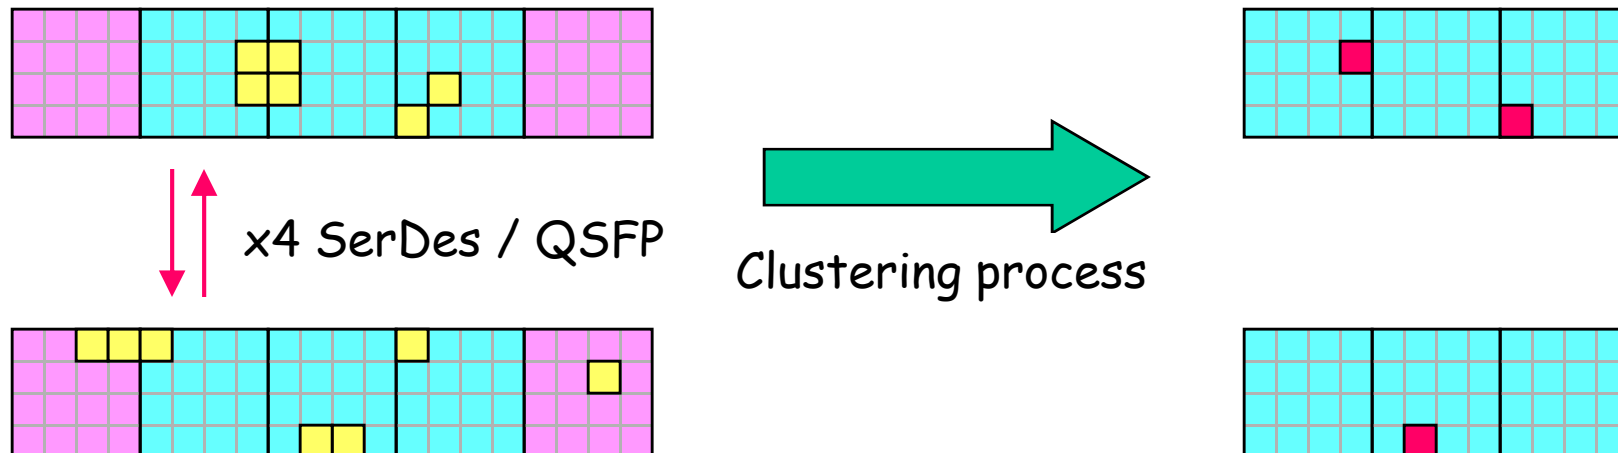 x4 SerDes / QSFP
Clustering process